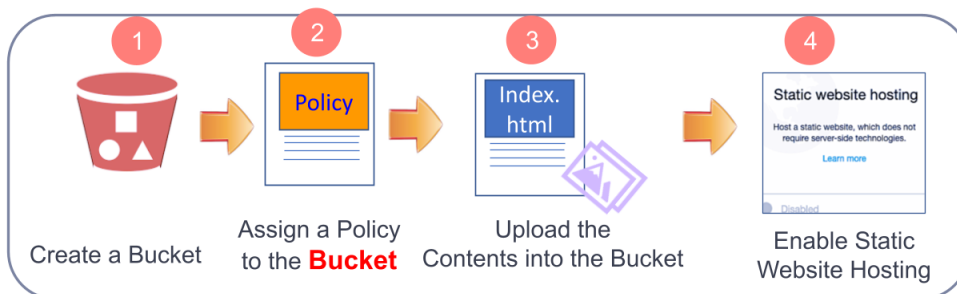 1
2
3
4
Policy
Index.
html
Static website hosting
Host a static website, which does not
require server-side technologies.
Learn more
Disabled
Create a Bucket
Assign a Policy
to the Bucket
Upload the
Contents into the Bucket
Enable Static
Website Hosting